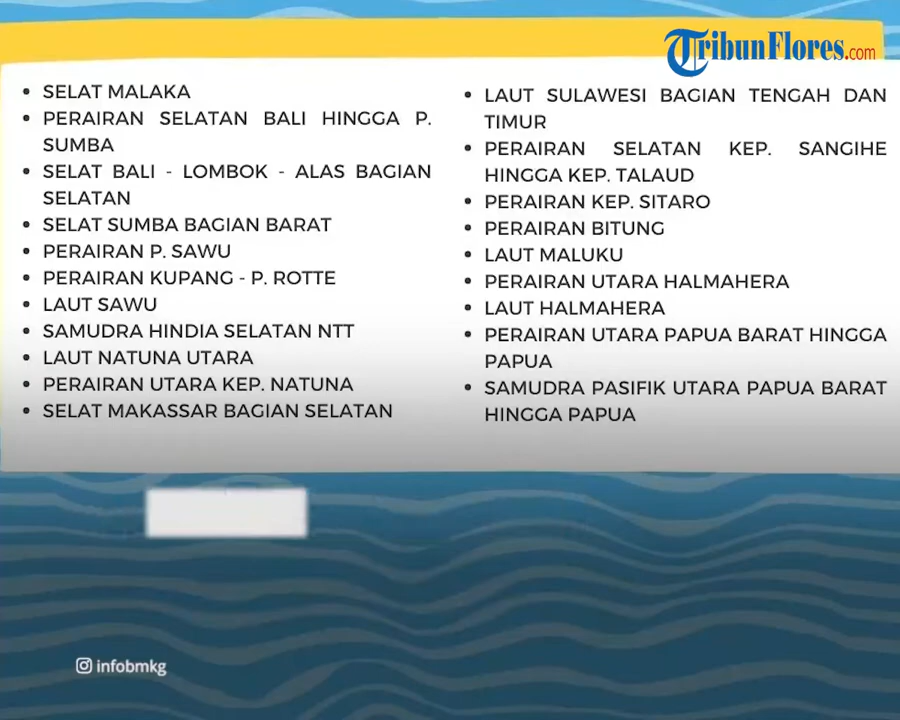 TribunFlores.com
• SELAT MALAKA
• PERAIRAN SELATAN BALI HINGGA P.
SUMBA
• SELAT BALI - LOMBOK - ALAS BAGIAN
SELATAN
• SELAT SUMBA BAGIAN BARAT
• PERAIRAN P. SAWU
• PERAIRAN KUPANG - P. ROTTE
• LAUT SAWU
• SAMUDRA HINDIA SELATAN NTT
• LAUT NATUNA UTARA
• PERAIRAN UTARA KEP. NATUNA
• SELAT MAKASSAR BAGIAN SELATAN
• LAUT SULAWESI BAGIAN TENGAH DAN
TIMUR
• PERAIRAN SELATAN KEP. SANGIHE
HINGGA KEP. TALAUD
• PERAIRAN KEP. SITARO
• PERAIRAN BITUNG
• LAUT MALUKU
• PERAIRAN UTARA HALMAHERA
• LAUT HALMAHERA
• PERAIRAN UTARA PAPUA BARAT HINGGA
PAPUA
• SAMUDRA PASIFIK UTARA PAPUA BARAT
HINGGA PAPUA
infobmkg